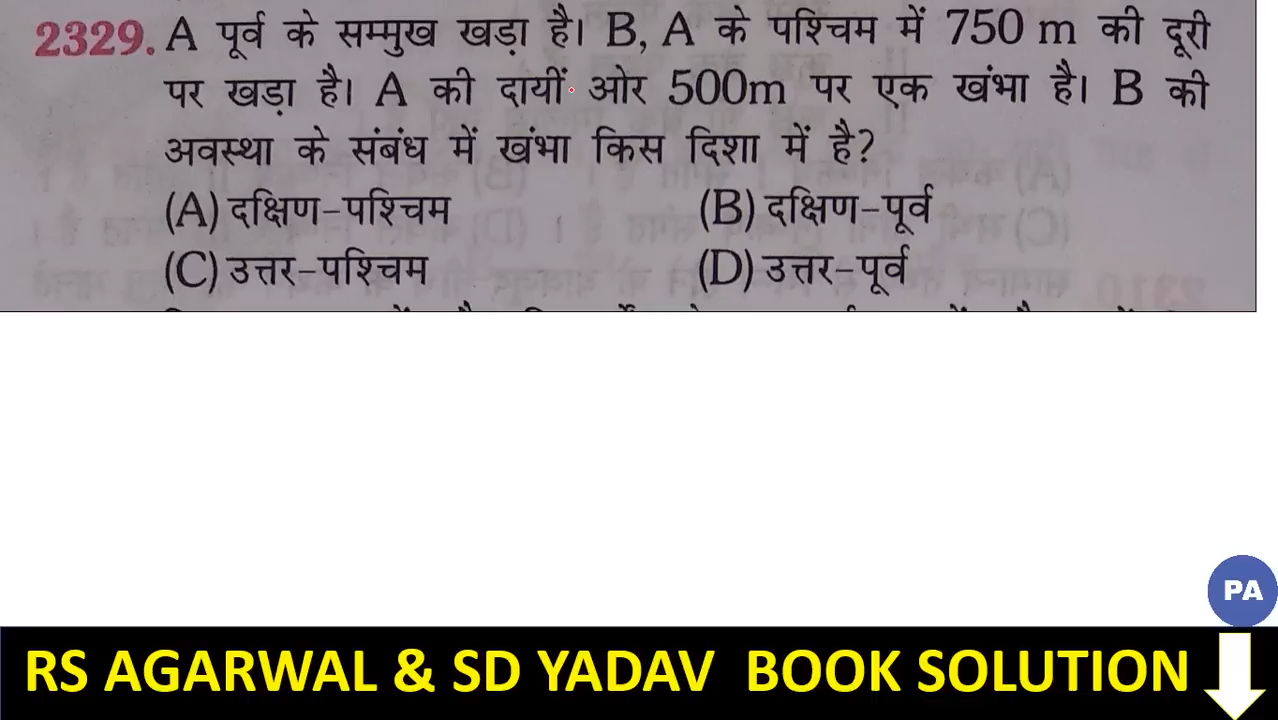 2329. A पूर्व के सम्मुख खड़ा है। B, A के पश्चिम में 750 m की दूरी
पर खड़ा है। A की दायीं ओर 500m पर एक खंभा है। B की
अवस्था के संबंध में खंभा किस दिशा में है?
(A) दक्षिण-पश्चिम (B) दक्षिण-पूर्व
(C) उत्तर-पश्चिम (D) उत्तर-पूर्व
PA
RS AGARWAL & SD YADAV BOOK SOLUTION